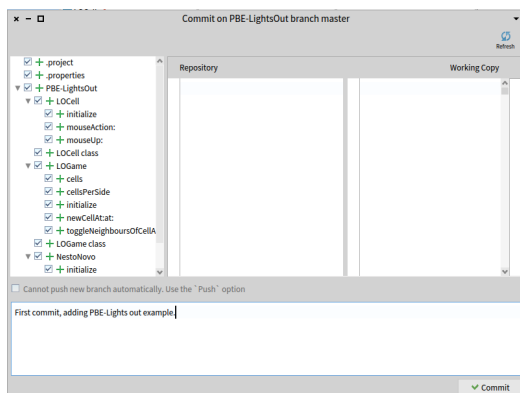 Commit on PBE-LightsOut branch master
Refresh
.project
.properties
PBE-LightsOut
LOCell
initialize
mouseAction:
mouseUp:
LOCell class
LOGame
cells
cellsPerSide
initialize
newCellAt:at:
toggleNeighboursOfCellA
LOGame class
NestoNovo
initialize
Repository
Working Copy
Cannot push new branch automatically. Use the `Push` option
First commit, adding PBE-Lights out example.
Commit